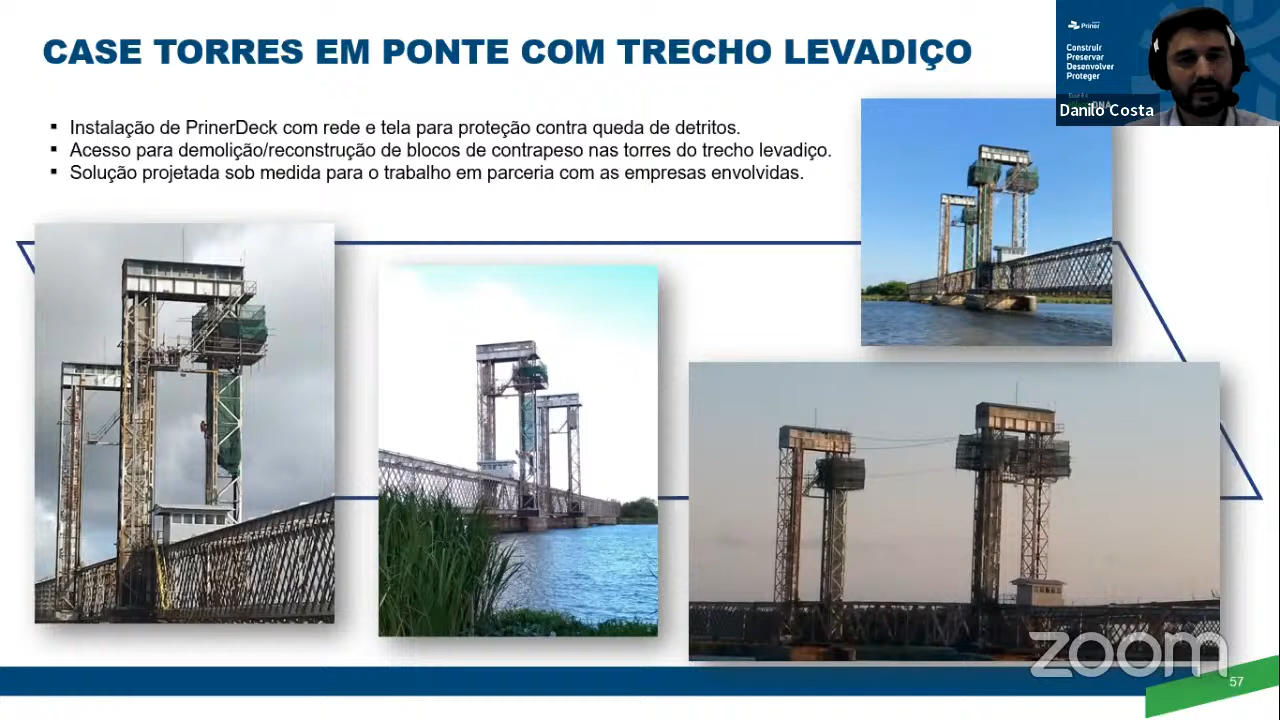 CASE TORRES EM PONTE COM TRECHO LEVADIÇO
▪ Instalação de PrinerDeck com rede e tela para proteção contra queda de detritos.
▪ Acesso para demolição/reconstrução de blocos de contrapeso nas torres do trecho levadiço.
▪ Solução projetada sob medida para o trabalho em parceria com as empresas envolvidas.
Priner
Construir
Preservar
Desenvolver
Proteger
DNA
Danilo Costa
zoom
57